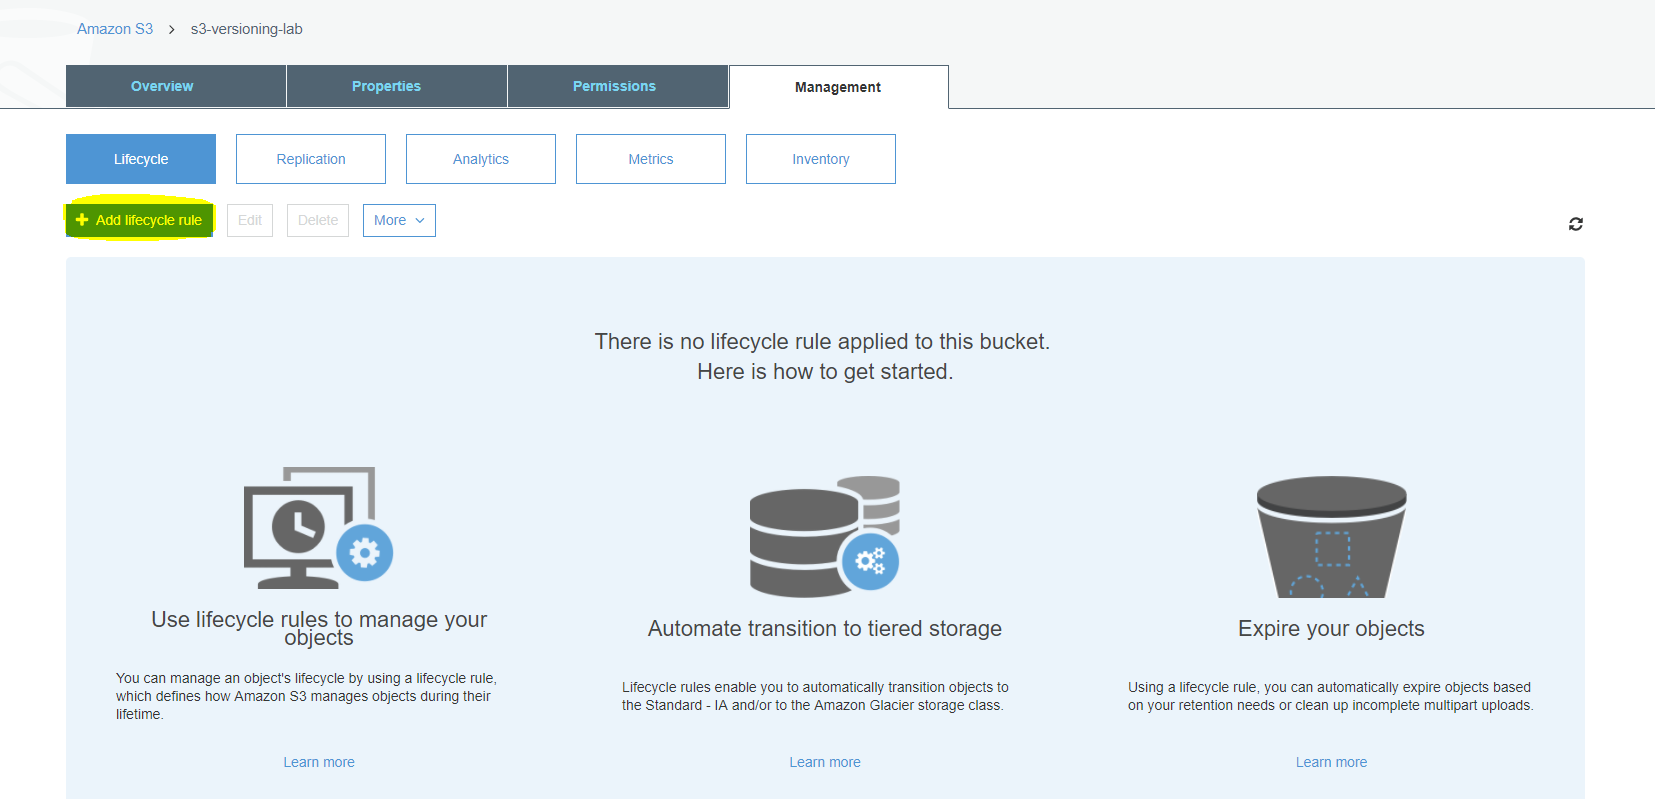 Amazon S3 > s3-versioning-lab
Overview
Properties
Permissions
Management
Lifecycle
Replication
Analytics
Metrics
Inventory
Add lifecycle rule
Edit
Delete
More
There is no lifecycle rule applied to this bucket.
Here is how to get started.
Use lifecycle rules to manage your
objects
You can manage an object's lifecycle by using a lifecycle rule,
which defines how Amazon S3 manages objects during their
lifetime.
Learn more
Automate transition to tiered storage
Lifecycle rules enable you to automatically transition objects to
the Standard - IA and/or to the Amazon Glacier storage class.
Learn more
Expire your objects
Using a lifecycle rule, you can automatically expire objects based
on your retention needs or clean up incomplete multipart uploads.
Learn more